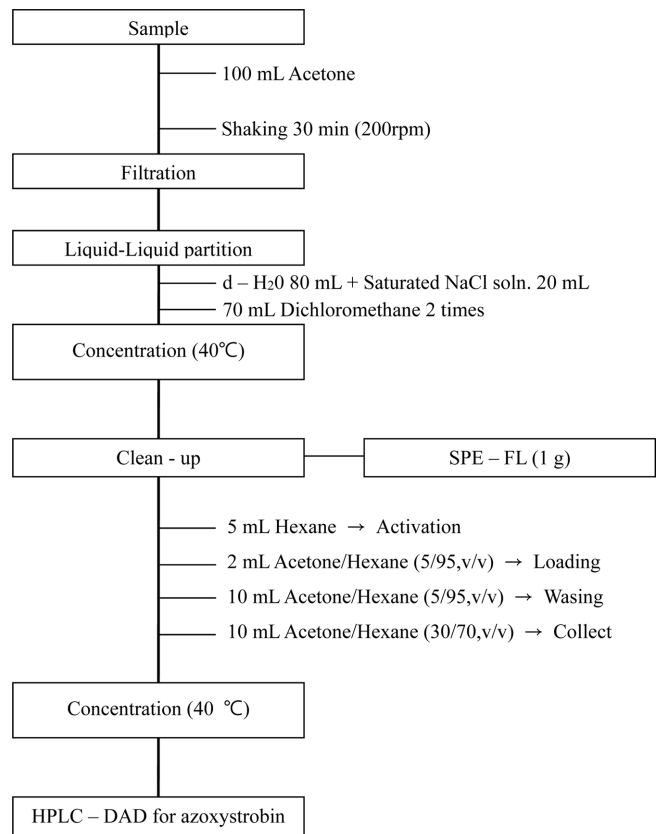 Sample
100 mL Acetone
Shaking 30 min (200rpm)
Filtration
Liquid-Liquid partition
d – H₂0 80 mL + Saturated NaCl soln. 20 mL
70 mL Dichloromethane 2 times
Concentration (40℃)
Clean - up
SPE – FL (1 g)
5 mL Hexane → Activation
2 mL Acetone/Hexane (5/95,v/v) → Loading
10 mL Acetone/Hexane (5/95,v/v) → Wasing
10 mL Acetone/Hexane (30/70,v/v) → Collect
Concentration (40 ℃)
HPLC – DAD for azoxystrobin